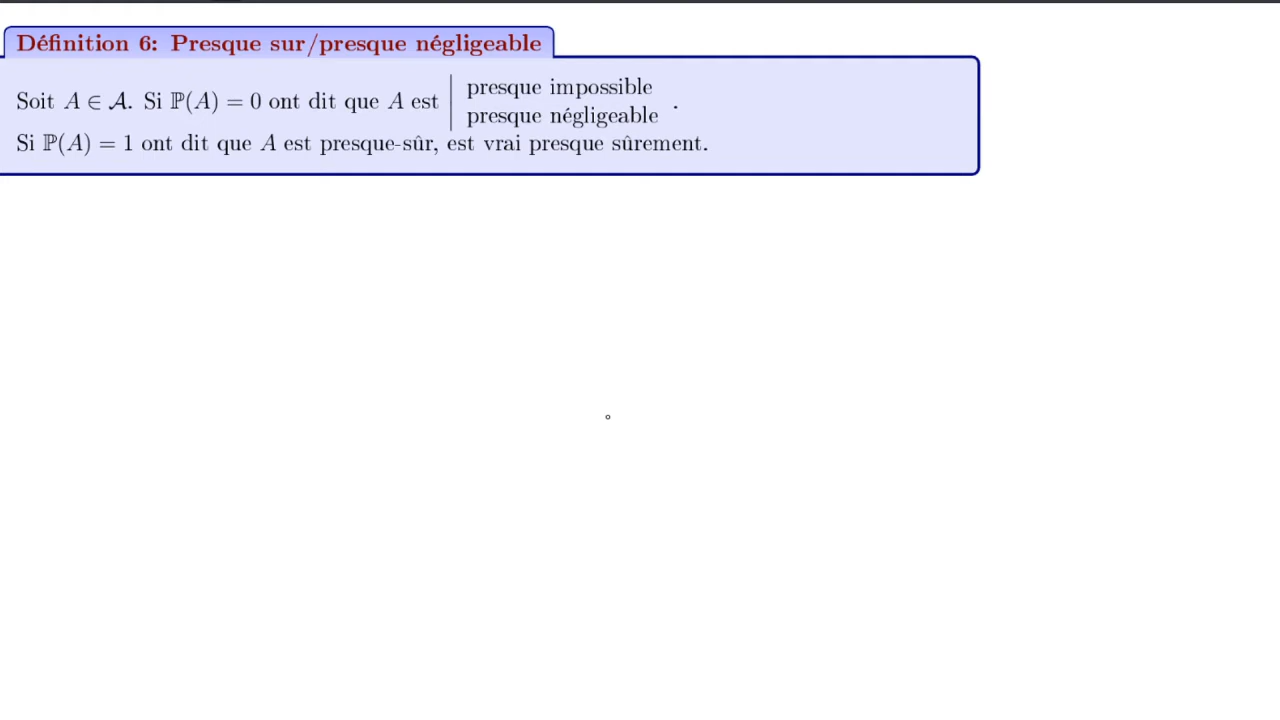 Définition 6: Presque sur/presque négligeable
Soit A ∈ 𝒜. Si ℙ(A) = 0 ont dit que A est | presque impossible
presque négligeable .
Si ℙ(A) = 1 ont dit que A est presque-sûr, est vrai presque sûrement.